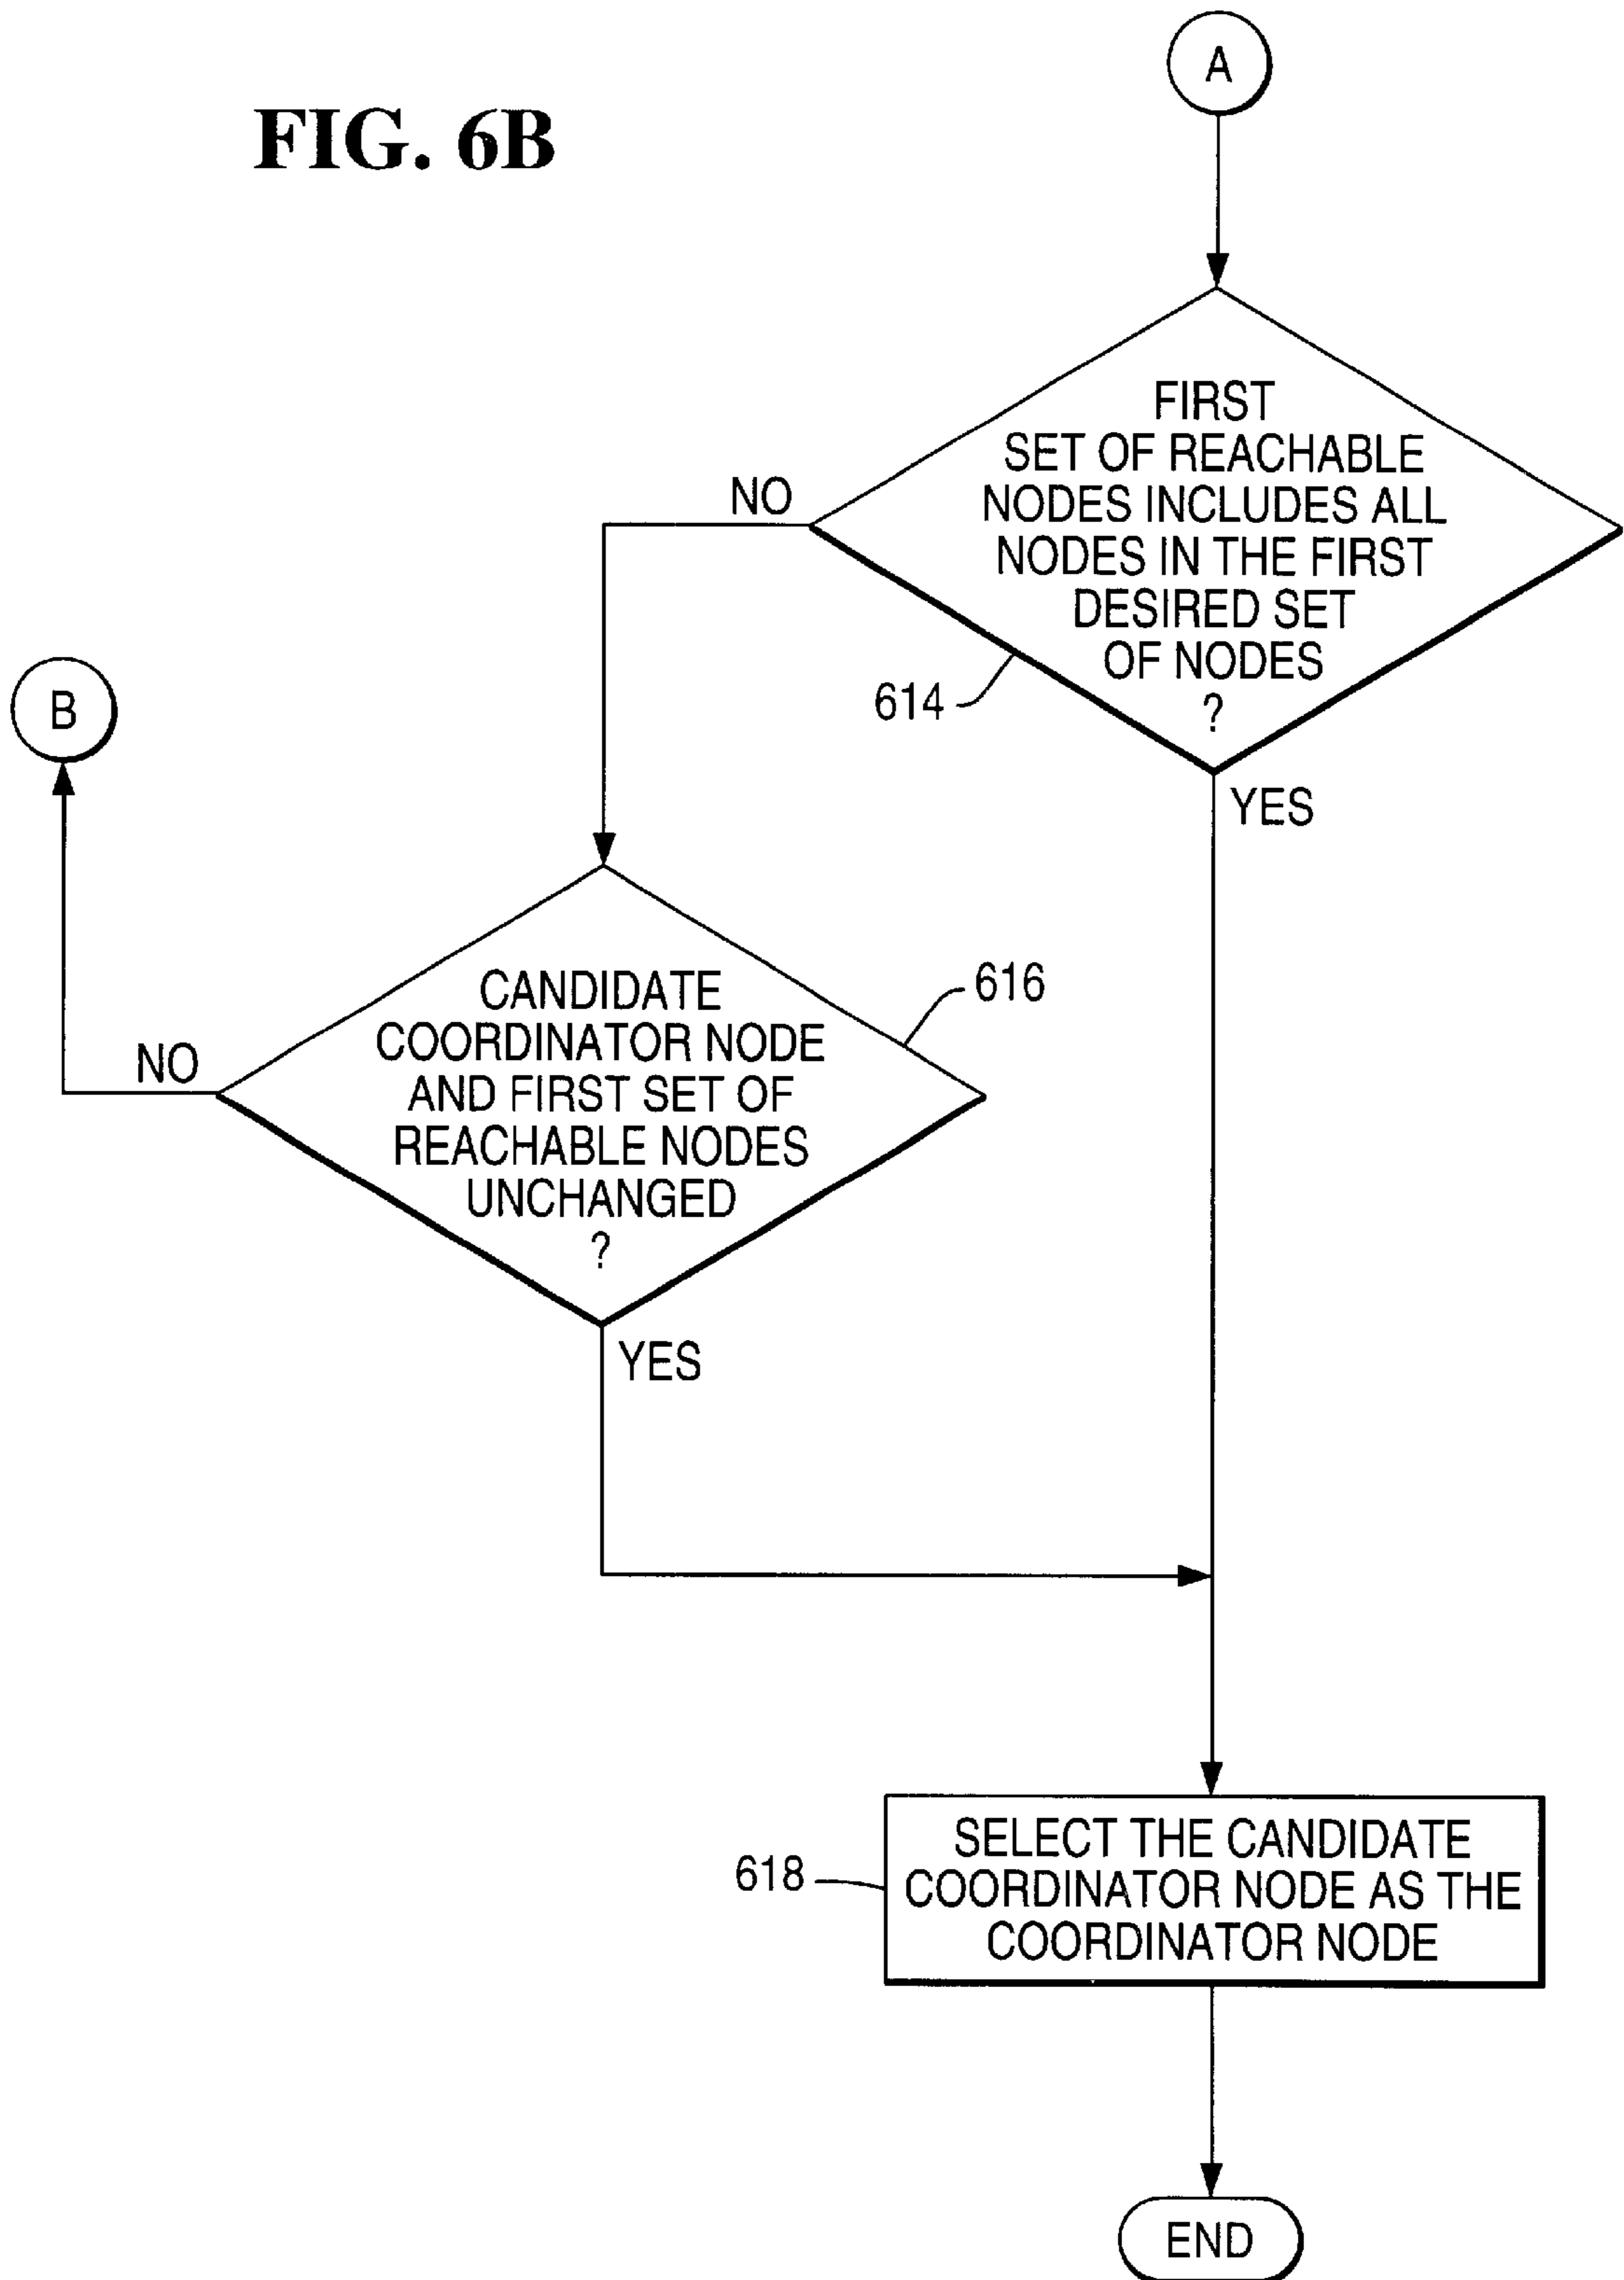 FIG. 6B
A
FIRST
SET OF REACHABLE
NODES INCLUDES ALL
NODES IN THE FIRST
DESIRED SET
OF NODES
?
NO
614
YES
B
CANDIDATE
COORDINATOR NODE
AND FIRST SET OF
REACHABLE NODES
UNCHANGED
?
616
NO
YES
618
SELECT THE CANDIDATE
COORDINATOR NODE AS THE
COORDINATOR NODE
END